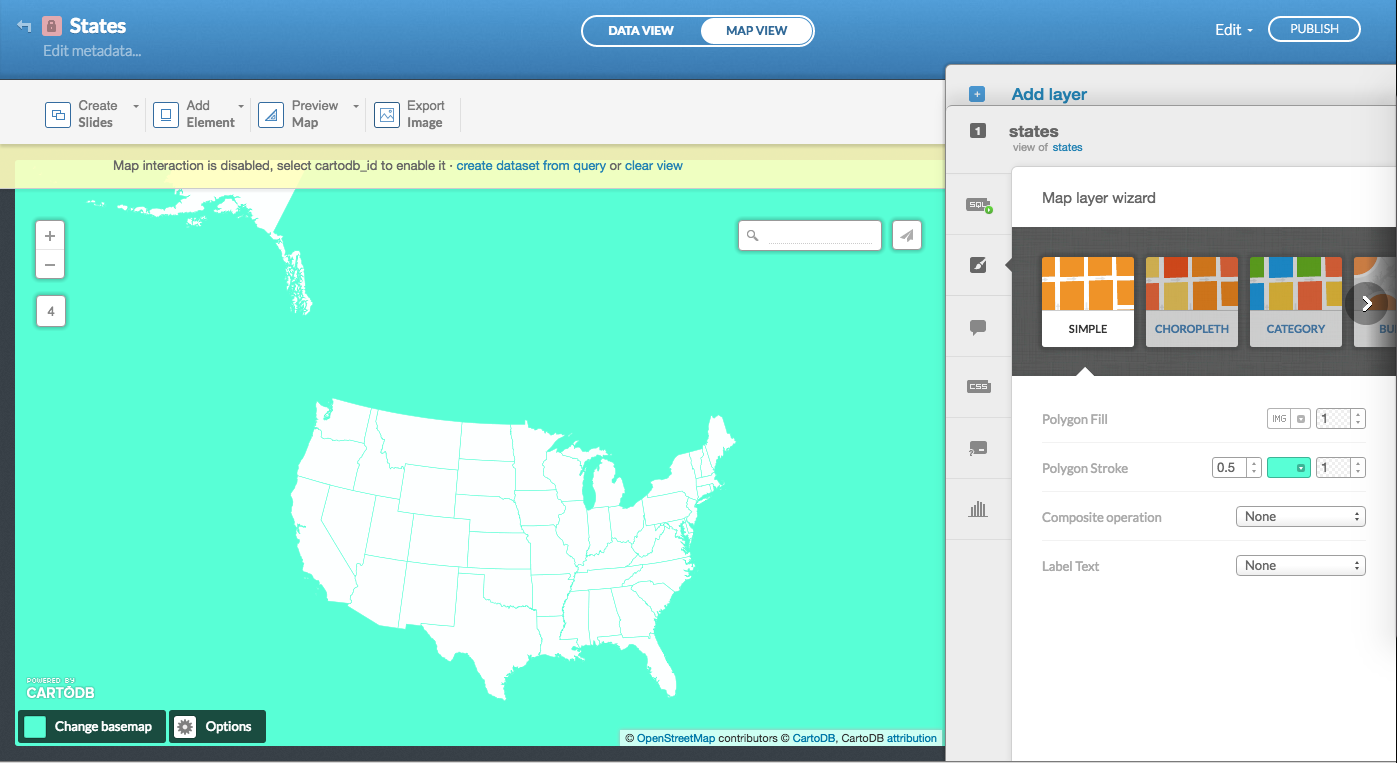 States
Edit metadata...
DATA VIEW
MAP VIEW
Edit
PUBLISH
Create
Slides
Add
Element
Preview
Map
Export
Image
Map interaction is disabled, select cartodb_id to enable it · create dataset from query or clear view
+
−
4
Add layer
+
1
states
view of states
SQL
Map layer wizard
SIMPLE
CHOROPLETH
CATEGORY
BU
CSS
Polygon Fill
IMG
1
Polygon Stroke
0.5
1
Composite operation
None
Label Text
None
POWERED BY
CARTODB
Change basemap
Options
© OpenStreetMap contributors © CartoDB, CartoDB attribution